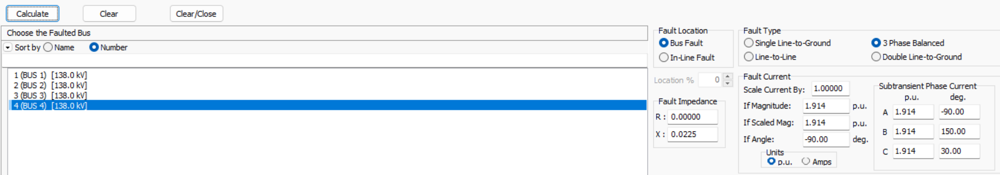 Calculate Clear Clear/Close
Choose the Faulted Bus
Sort by Name Number
1 (BUS 1) [138.0 kV]
2 (BUS 2) [138.0 kV]
3 (BUS 3) [138.0 kV]
4 (BUS 4) [138.0 kV]
Fault Location
Bus Fault
In-Line Fault
Location % 0
Fault Impedance
R : 0.00000
X : 0.0225
Fault Type
Single Line-to-Ground 3 Phase Balanced
Line-to-Line Double Line-to-Ground
Fault Current
Scale Current By: 1.00000
If Magnitude: 1.914 p.u.
If Scaled Mag: 1.914 p.u.
If Angle: -90.00 deg.
Units
p.u. Amps
Subtransient Phase Current
p.u. deg.
A 1.914 -90.00
B 1.914 150.00
C 1.914 30.00